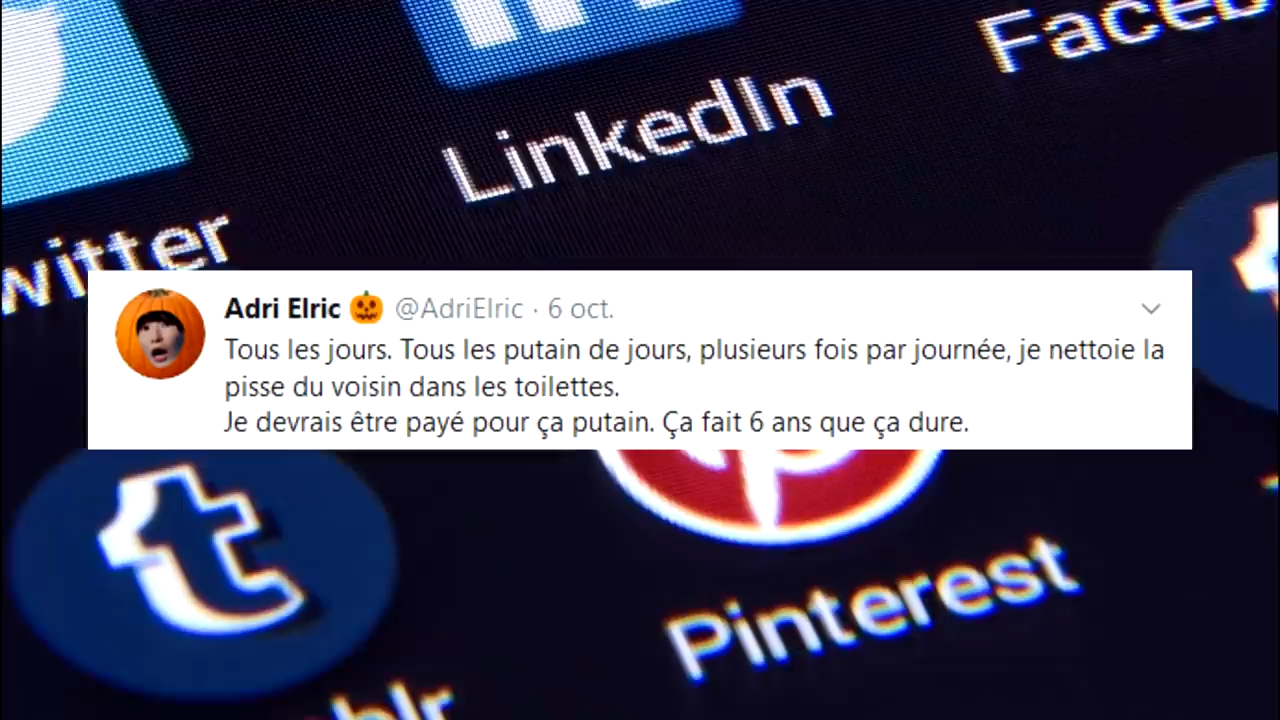 LinkedIn
Faceb
witter
Adri Elric 🎃 @AdriElric · 6 oct.
Tous les jours. Tous les putain de jours, plusieurs fois par journée, je nettoie la
pisse du voisin dans les toilettes.
Je devrais être payé pour ça putain. Ça fait 6 ans que ça dure.
Pinterest
blr